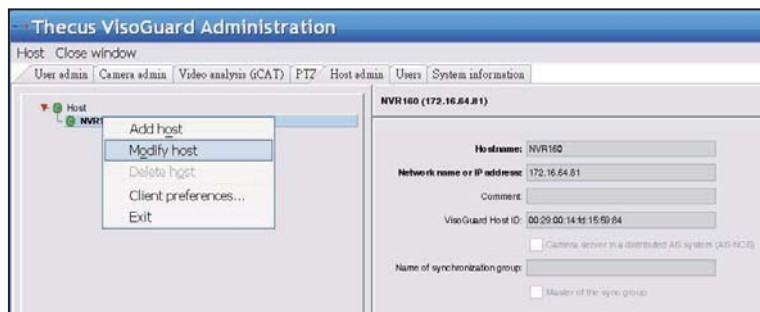 Thecus VisoGuard Administration
Host Close window
User admin Camera admin Video analysis (iCAT) PTZ Host admin Users System information
Host
NVR1
Add host
Modify host
Delete host
Client preferences...
Exit
NVR160 (172.16.64.81)
Hostname: NVR160
Network name or IP address: 172.16.64.81
Comment:
VisoGuard Host ID: 00:29:00:14:fd:15:59:84
Camera server in a distributed AS system (AS-NCS)
Name of synchronization group:
Master of the sync group